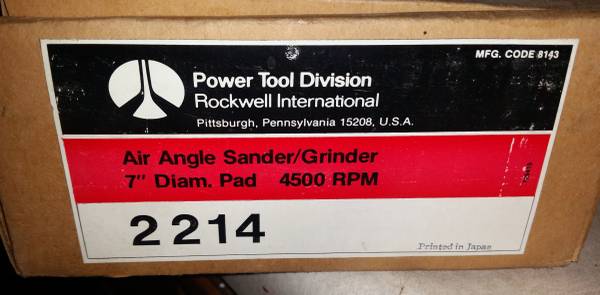 MFG. CODE 8143
Power Tool Division
Rockwell International
Pittsburgh, Pennsylvania 15208, U.S.A.
Air Angle Sander/Grinder
7" Diam. Pad 4500 RPM
2214
Printed in Japan